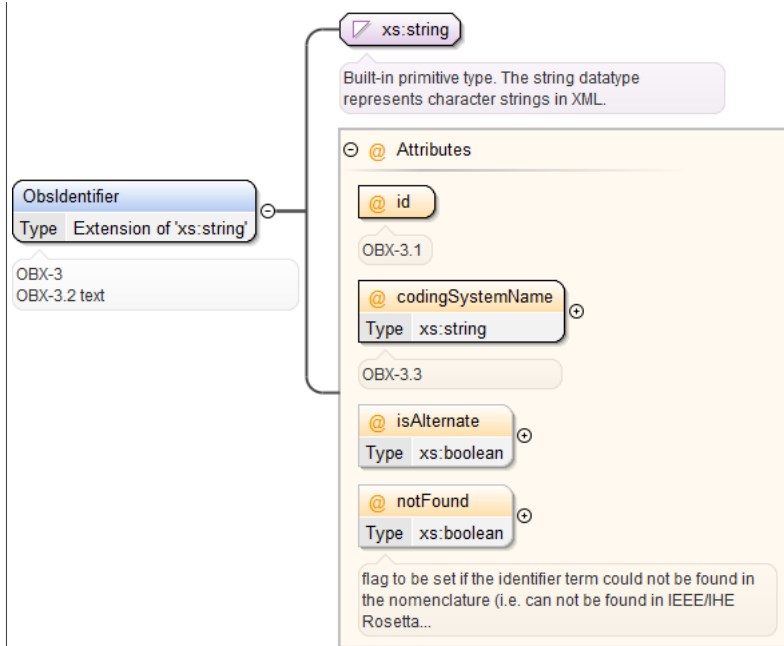 xs:string
Built-in primitive type. The string datatype
represents character strings in XML.
@ Attributes
ObsIdentifier
Type Extension of 'xs:string'
OBX-3
OBX-3.2 text
@ id
OBX-3.1
@ codingSystemName
Type xs:string
OBX-3.3
@ isAlternate
Type xs:boolean
@ notFound
Type xs:boolean
flag to be set if the identifier term could not be found in
the nomenclature (i.e. can not be found in IEEE/IHE
Rosetta...